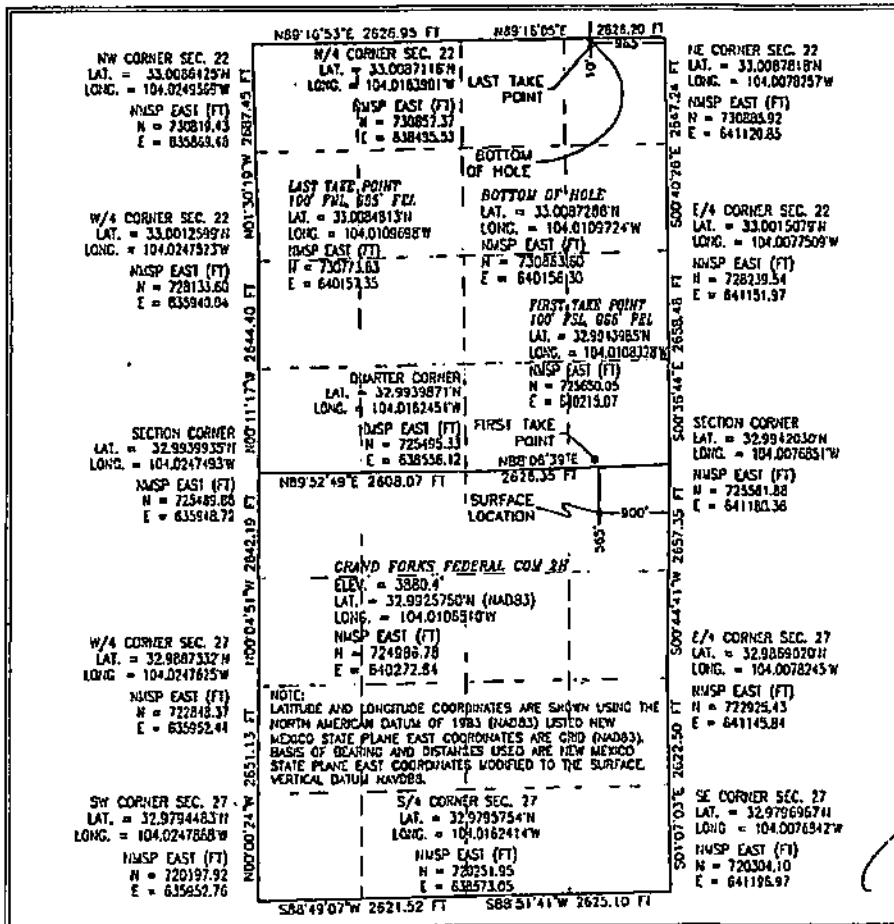 N89°16'53"E 2626.95 FT
N89°16'05"E 2626.20 FT
NW CORNER SEC. 22
LAT. = 33.0086425'N
LONG. = 104.0249569'W
NMSP EAST (FT)
N = 730819.43
E = 635869.48
N/4 CORNER SEC. 22
LAT. = 33.0087116'N
LONG. = 104.0163901'W
NMSP EAST (FT)
N = 730852.37
E = 638495.53
LAST TAKE
POINT
10'
965'
NE CORNER SEC. 22
LAT. = 33.0087818'N
LONG. = 104.0078257'W
NMSP EAST (FT)
N = 730885.92
E = 641120.85
BOTTOM
OF HOLE
N01°30'19"W 2687.45 FT
S00°40'28"E 2647.24 FT
LAST TAKE POINT
100' FNL, 965' FEL
LAT. = 33.0084813'N
LONG. = 104.0109698'W
NMSP EAST (FT)
N = 730773.63
E = 640157.35
BOTTOM OF HOLE
LAT. = 33.0087288'N
LONG. = 104.0109724'W
NMSP EAST (FT)
N = 730863.60
E = 640156.30
W/4 CORNER SEC. 22
LAT. = 33.0012599'N
LONG. = 104.0247523'W
NMSP EAST (FT)
N = 728133.60
E = 635940.04
E/4 CORNER SEC. 22
LAT. = 33.0015079'N
LONG. = 104.0077509'W
NMSP EAST (FT)
N = 728239.54
E = 641151.97
FIRST TAKE POINT
100' FSL, 966' FEL
LAT. = 32.9943985'N
LONG. = 104.0108328'W
NMSP EAST (FT)
N = 725650.05
E = 640215.07
N00°11'17"W 2644.40 FT
S00°36'44"E 2658.48 FT
QUARTER CORNER
LAT. = 32.9939871'N
LONG. = 104.0162451'W
NMSP EAST (FT)
N = 725495.33
E = 638556.12
FIRST TAKE
POINT
SECTION CORNER
LAT. = 32.9939935'N
LONG. = 104.0247493'W
NMSP EAST (FT)
N = 725489.88
E = 635948.72
SECTION CORNER
LAT. = 32.9942030'N
LONG. = 104.0076851'W
NMSP EAST (FT)
N = 725581.88
E = 641180.36
N89°52'49"E 2608.07 FT
N88°06'39"E
2626.35 FT
SURFACE
LOCATION
900'
565'
N00°04'51"W 2642.19 FT
S00°44'41"W 2657.35 FT
GRAND FORKS FEDERAL COM 2H
ELEV. = 3880.4'
LAT. = 32.9925750'N (NAD83)
LONG. = 104.0106510'W
NMSP EAST (FT)
N = 724986.78
E = 640272.84
W/4 CORNER SEC. 27
LAT. = 32.9867332'N
LONG. = 104.0247625'W
NMSP EAST (FT)
N = 722848.37
E = 635952.44
E/4 CORNER SEC. 27
LAT. = 32.9869020'N
LONG. = 104.0078245'W
NMSP EAST (FT)
N = 722925.43
E = 641145.84
NOTE:
LATITUDE AND LONGITUDE COORDINATES ARE SHOWN USING THE
NORTH AMERICAN DATUM OF 1983 (NAD83) LISTED NEW
MEXICO STATE PLANE EAST COORDINATES ARE GRID (NAD83).
BASIS OF BEARING AND DISTANCES USED ARE NEW MEXICO
STATE PLANE EAST COORDINATES MODIFIED TO THE SURFACE.
VERTICAL DATUM NAVD88.
N00°00'24"W 2651.13 FT
S01°07'03"E 2622.50 FT
SW CORNER SEC. 27
LAT. = 32.9794483'N
LONG. = 104.0247868'W
NMSP EAST (FT)
N = 720197.92
E = 635952.76
S/4 CORNER SEC. 27
LAT. = 32.9795754'N
LONG. = 104.0162414'W
NMSP EAST (FT)
N = 720251.95
E = 638573.05
SE CORNER SEC. 27
LAT. = 32.9796967'N
LONG = 104.0076842'W
NMSP EAST (FT)
N = 720304.10
E = 641196.97
S88°49'07"W 2621.52 FT
S88°51'41"W 2625.10 FT